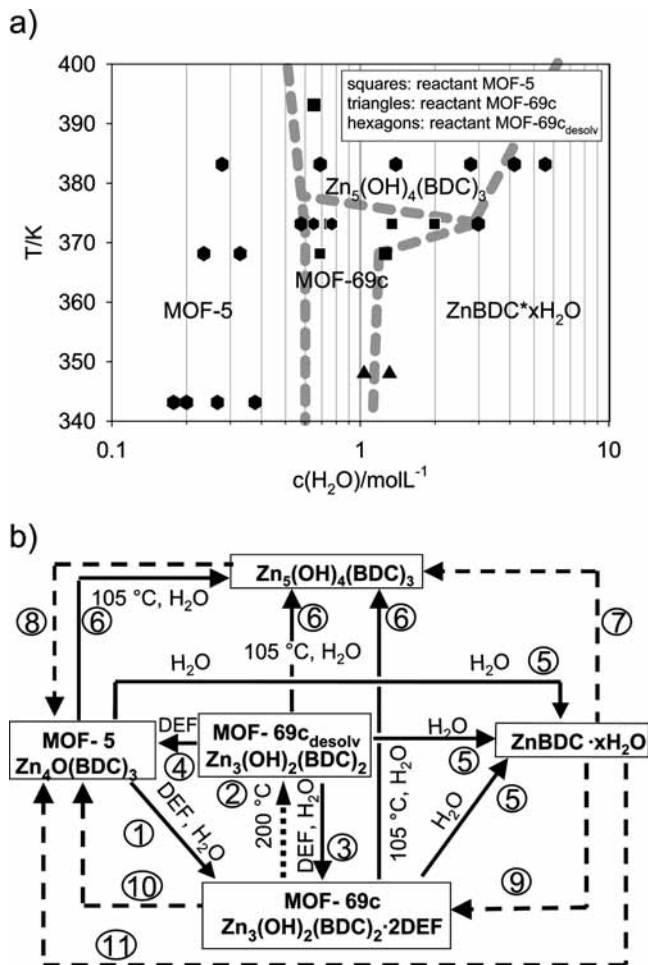 a)
400
squares: reactant MOF-5
triangles: reactant MOF-69c
hexagons: reactant MOF-69c_desolv
390
380
Zn₅(OH)₄(BDC)₃
T/K
370
MOF-69c
MOF-5
ZnBDC*xH₂O
360
350
340
0.1
1
10
c(H₂O)/molL⁻¹
b)
Zn₅(OH)₄(BDC)₃
105 °C, H₂O
⑧
⑥
⑥
⑥
⑦
105 °C, H₂O
H₂O
H₂O
⑤
MOF- 5
Zn₄O(BDC)₃
DEF
④
MOF- 69c_desolv
Zn₃(OH)₂(BDC)₂
H₂O
⑤
ZnBDC·xH₂O
②
①
DEF, H₂O
200 °C
DEF, H₂O
③
105 °C, H₂O
H₂O
⑤
⑩
⑨
MOF- 69c
Zn₃(OH)₂(BDC)₂·2DEF
⑪